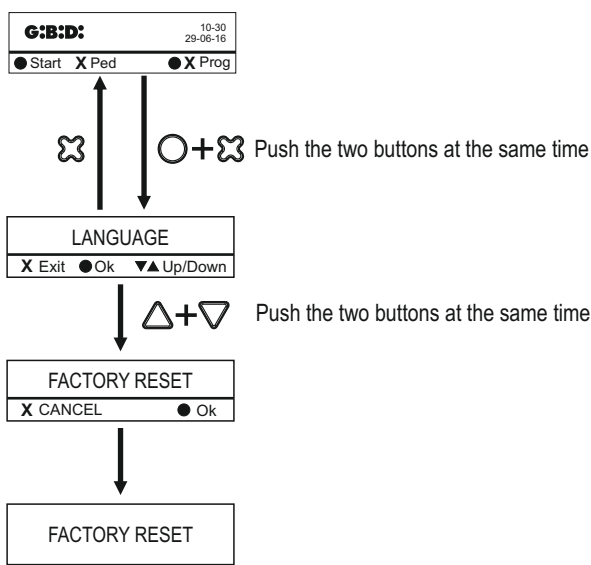 G:B:D:
10-30
29-06-16
● Start X Ped ● X Prog
+ Push the two buttons at the same time
LANGUAGE
X Exit ● Ok ▼▲ Up/Down
+ Push the two buttons at the same time
FACTORY RESET
X CANCEL ● Ok
FACTORY RESET